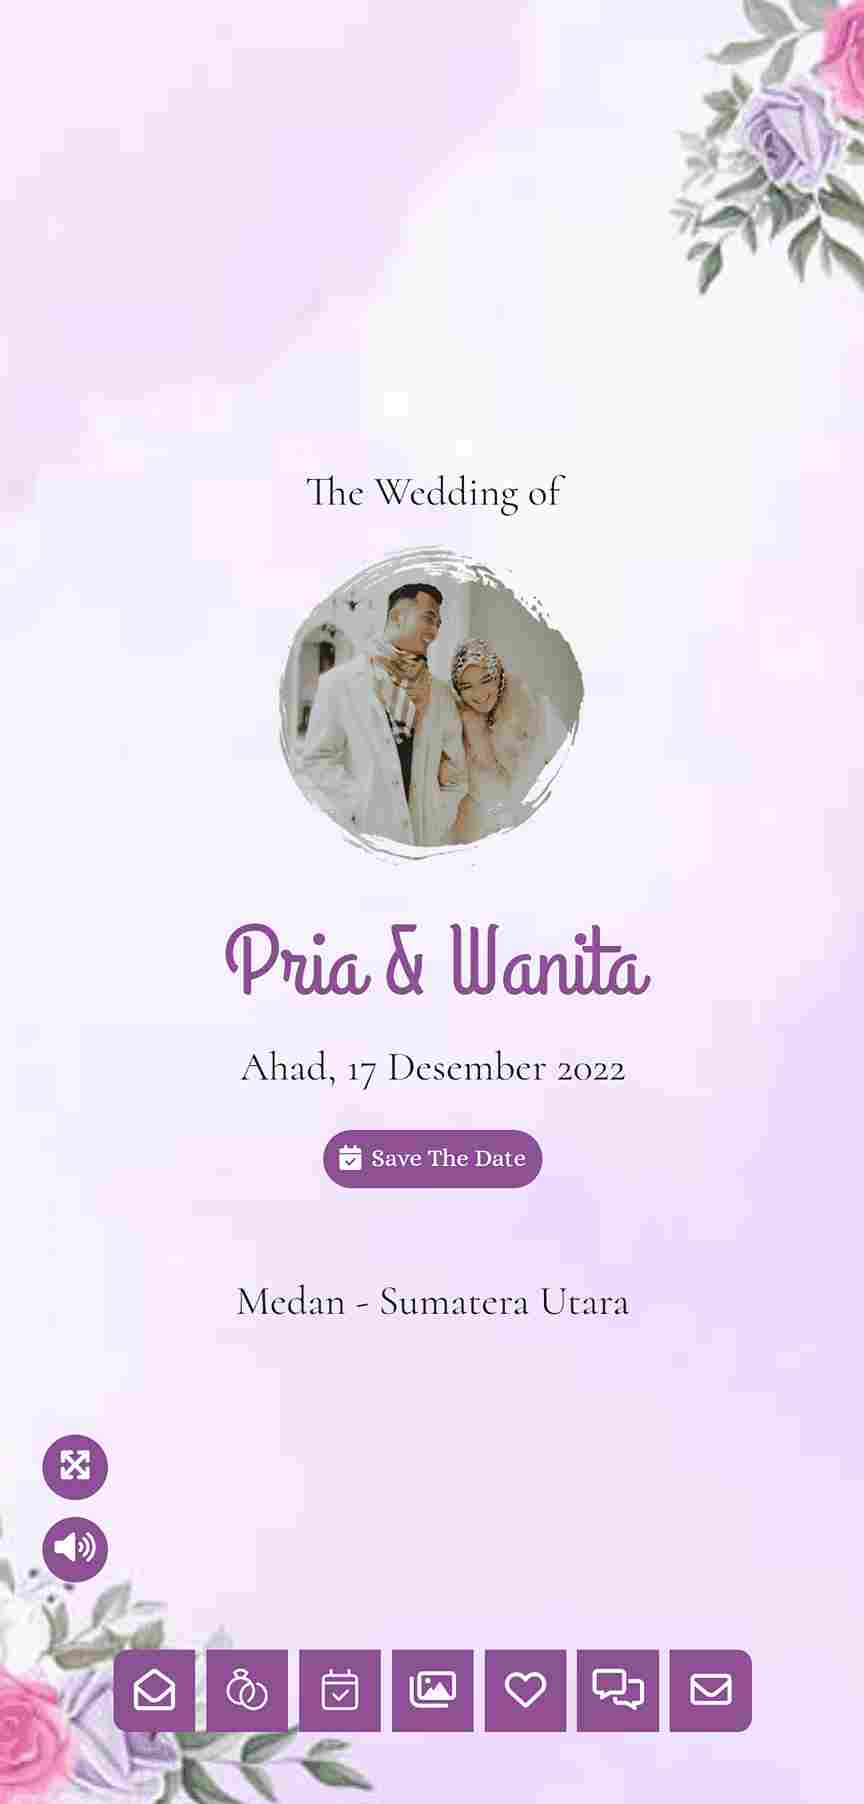 The Wedding of
Pria & Wanita
Ahad, 17 Desember 2022
Save The Date
Medan - Sumatera Utara